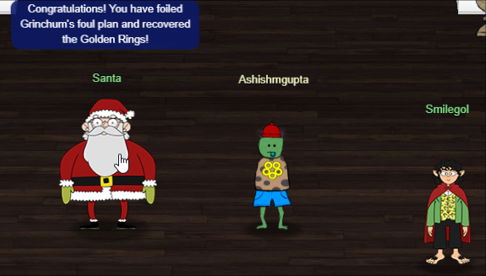 Congratulations! You have foiled
Grinchum's foul plan and recovered
the Golden Rings!
Santa
Ashishmgupta
Smilegol